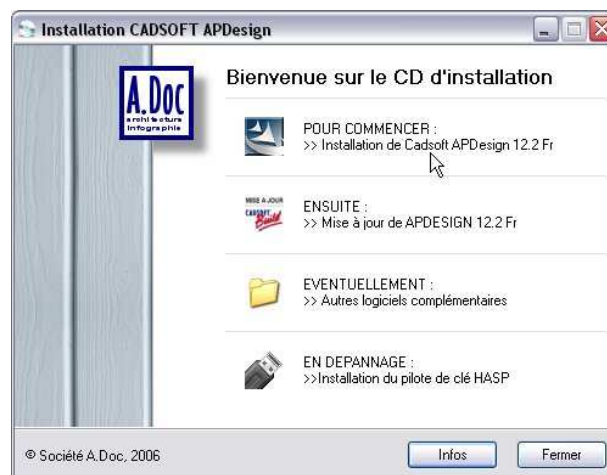 Installation CADSOFT APDesign
A.Doc
architecture
infographie
Bienvenue sur le CD d'installation
POUR COMMENCER :
>> Installation de Cadsoft APDesign 12.2 Fr
MISE A JOUR
CADSOFT
Build
ENSUITE :
>> Mise à jour de APDESIGN 12.2 Fr
EVENTUELLEMENT :
>> Autres logiciels complémentaires
EN DEPANNAGE :
>>Installation du pilote de clé HASP
© Société A.Doc, 2006
Infos
Fermer